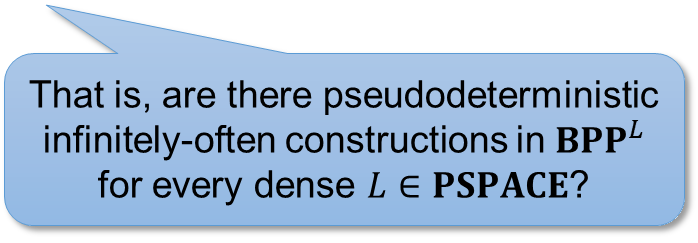 That is, are there pseudodeterministic
infinitely-often constructions in 𝐁𝐏𝐏^𝐿
for every dense 𝐿 ∈ 𝐏𝐒𝐏𝐀𝐂𝐄?